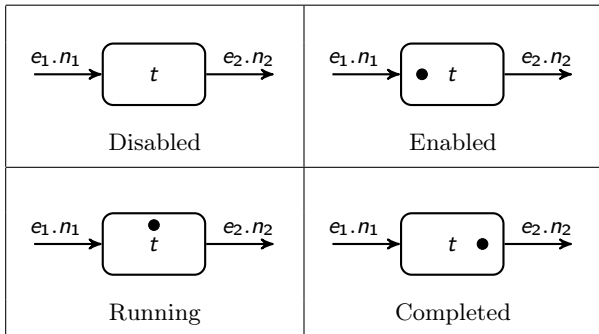 e₁.n₁ t e₂.n₂
Disabled
e₁.n₁ t e₂.n₂
Enabled
e₁.n₁ t e₂.n₂
Running
e₁.n₁ t e₂.n₂
Completed